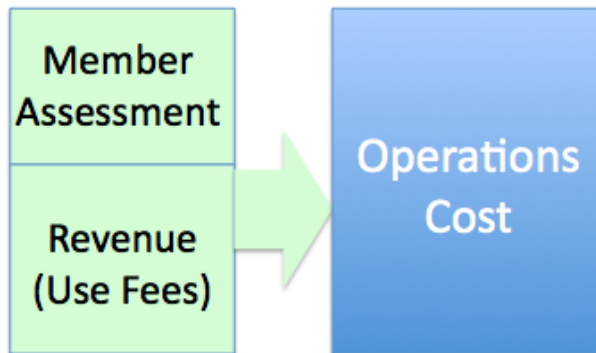 Member
Assessment
Revenue
(Use Fees)
Operations
Cost